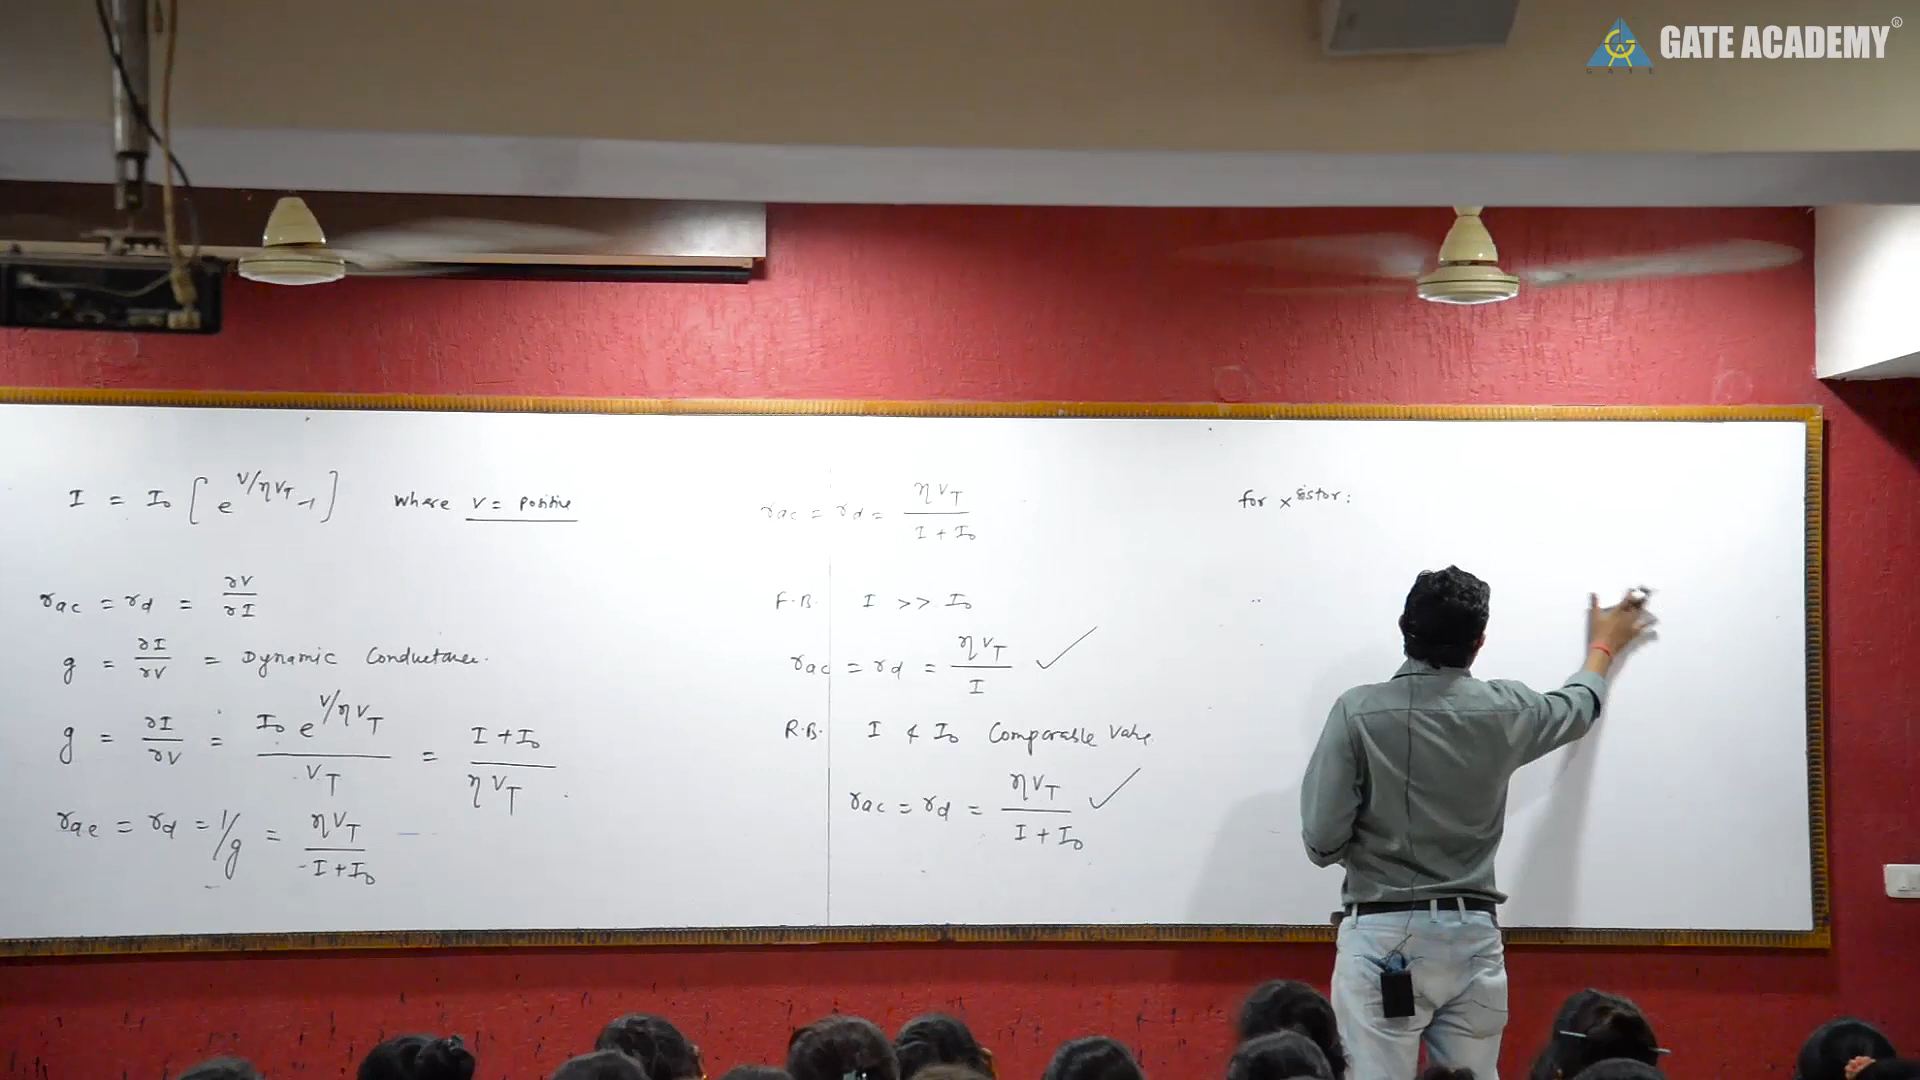 GATE ACADEMY®
GATE
I = I₀ [e^(V/ηV_T) -1] where V = positive
r_ac = r_d = ∂V/∂I
g = ∂I/∂V = Dynamic Conductance.
g = ∂I/∂V = I₀ e^(V/ηV_T)/V_T = I + I₀/ηV_T
r_ac = r_d = 1/g = ηV_T/I + I₀
r_ac = r_d = ηV_T/I + I₀
F.B. I >> I₀
r_ac = r_d = ηV_T/I ✓
R.B. I & I₀ Comparable Value
r_ac = r_d = ηV_T/I + I₀ ✓
for x^sistor: